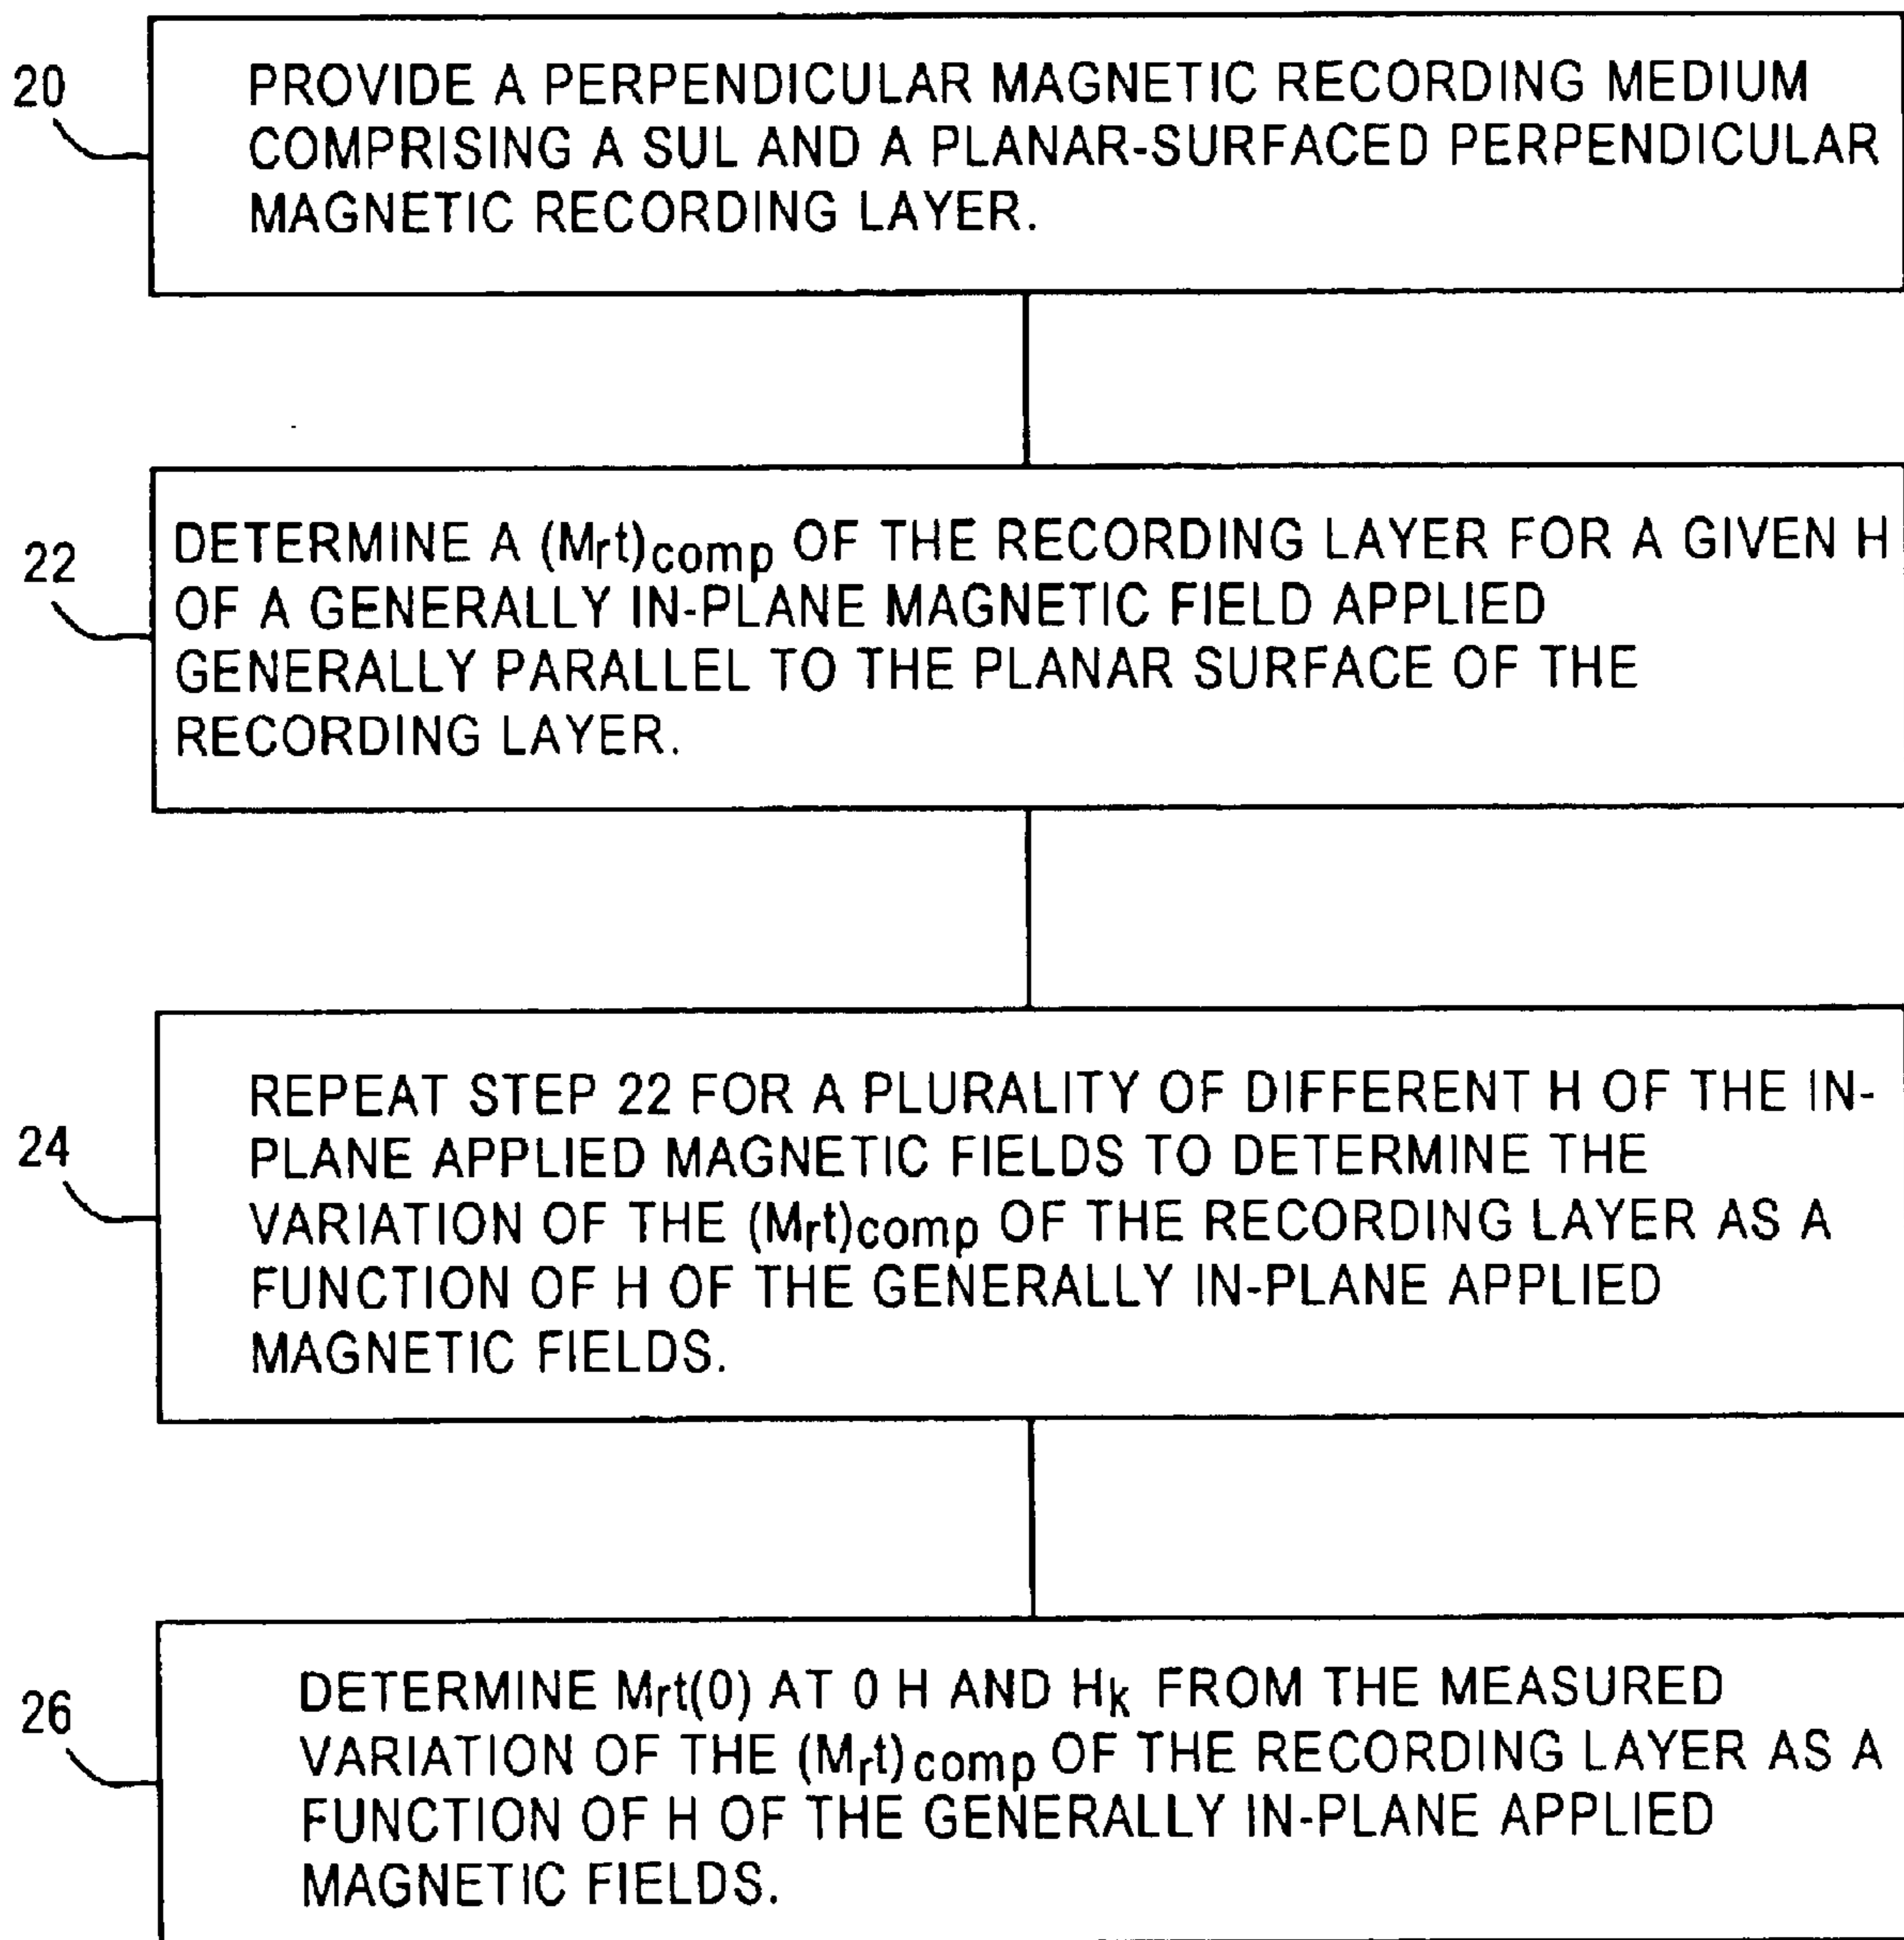 20
PROVIDE A PERPENDICULAR MAGNETIC RECORDING MEDIUM
COMPRISING A SUL AND A PLANAR-SURFACED PERPENDICULAR
MAGNETIC RECORDING LAYER.
22
DETERMINE A (Mrt)comp OF THE RECORDING LAYER FOR A GIVEN H
OF A GENERALLY IN-PLANE MAGNETIC FIELD APPLIED
GENERALLY PARALLEL TO THE PLANAR SURFACE OF THE
RECORDING LAYER.
24
REPEAT STEP 22 FOR A PLURALITY OF DIFFERENT H OF THE IN-
PLANE APPLIED MAGNETIC FIELDS TO DETERMINE THE
VARIATION OF THE (Mrt)comp OF THE RECORDING LAYER AS A
FUNCTION OF H OF THE GENERALLY IN-PLANE APPLIED
MAGNETIC FIELDS.
26
DETERMINE Mrt(0) AT 0 H AND Hk FROM THE MEASURED
VARIATION OF THE (Mrt)comp OF THE RECORDING LAYER AS A
FUNCTION OF H OF THE GENERALLY IN-PLANE APPLIED
MAGNETIC FIELDS.